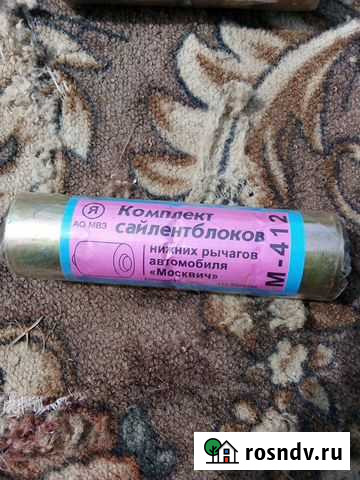 Я
АО МВЗ
Комплект
сайлентблоков
нижних рычагов
автомобиля
«Москвич»
М-412
rosndv.ru